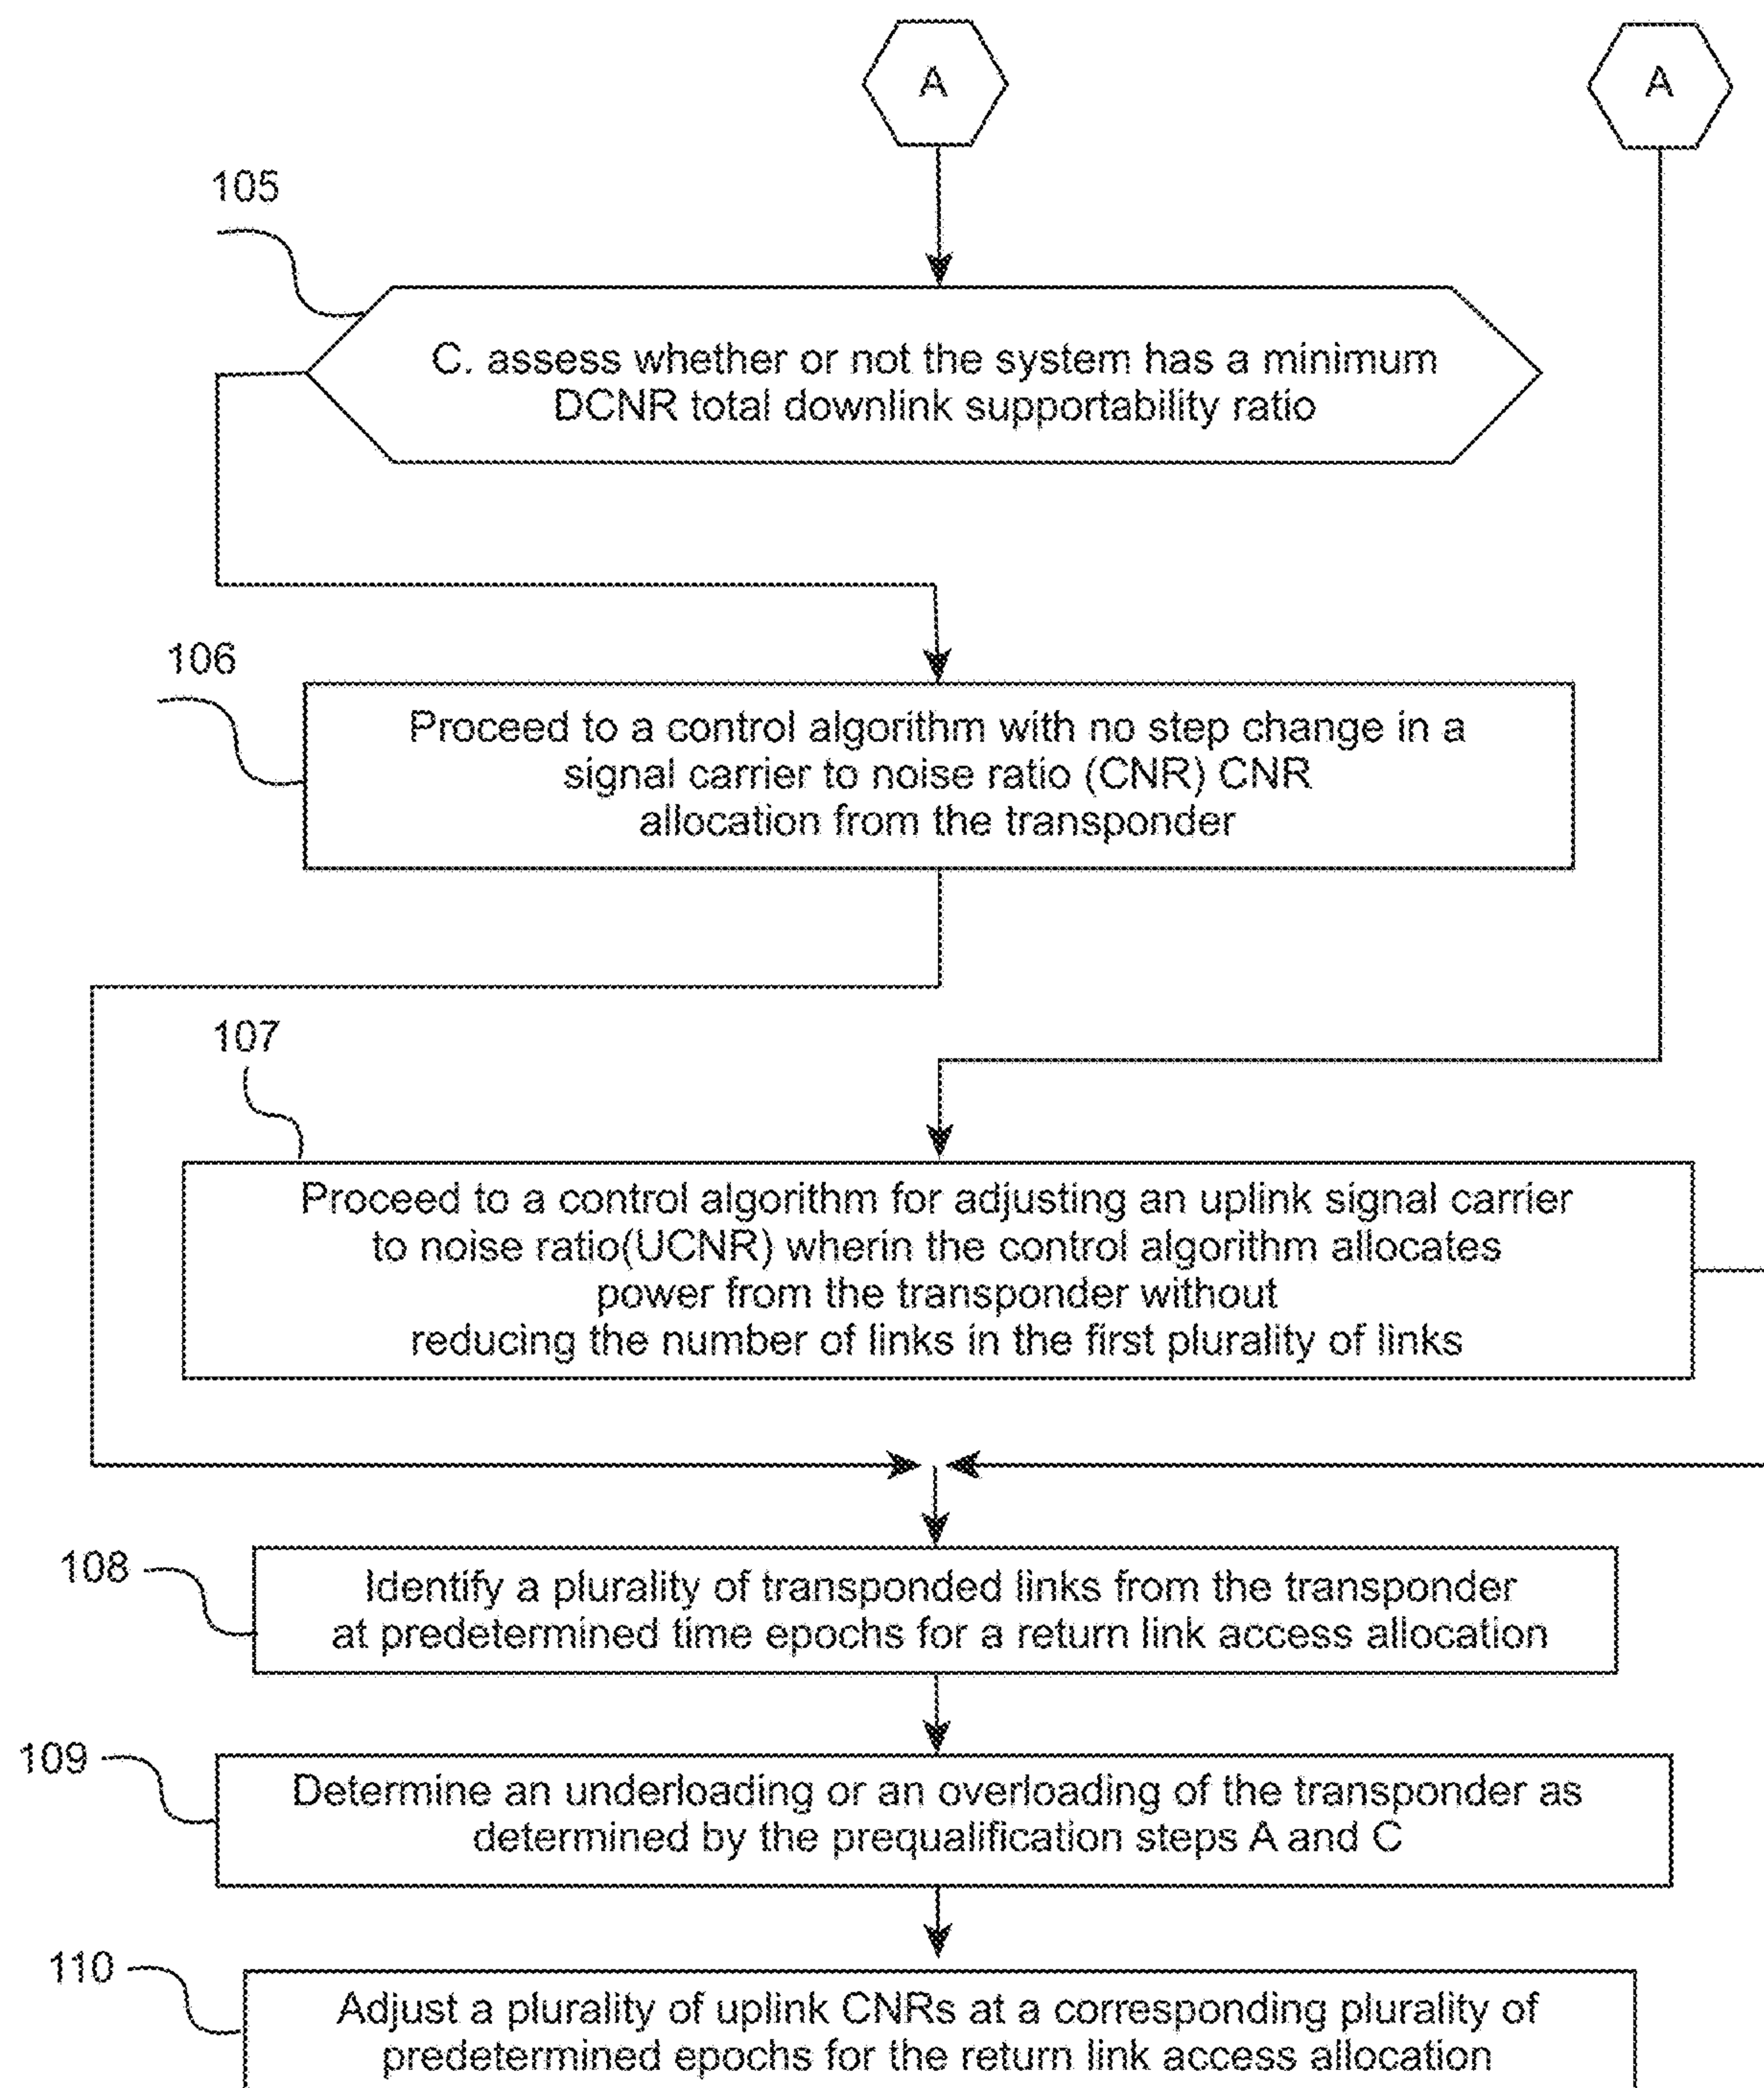 A
A
105
C. assess whether or not the system has a minimum
DCNR total downlink supportability ratio
106
Proceed to a control algorithm with no step change in a
signal carrier to noise ratio (CNR) CNR
allocation from the transponder
107
Proceed to a control algorithm for adjusting an uplink signal carrier
to noise ratio(UCNR) wherin the control algorithm allocates
power from the transponder without
reducing the number of links in the first plurality of links
108
Identify a plurality of transponded links from the transponder
at predetermined time epochs for a return link access allocation
109
Determine an underloading or an overloading of the transponder as
determined by the prequalification steps A and C
110
Adjust a plurality of uplink CNRs at a corresponding plurality of
predetermined epochs for the return link access allocation